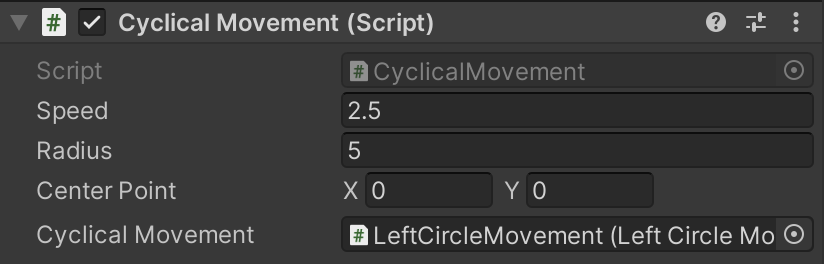 Cyclical Movement (Script)
Script CyclicalMovement
Speed 2.5
Radius 5
Center Point X 0 Y 0
Cyclical Movement LeftCircleMovement (Left Circle Mo